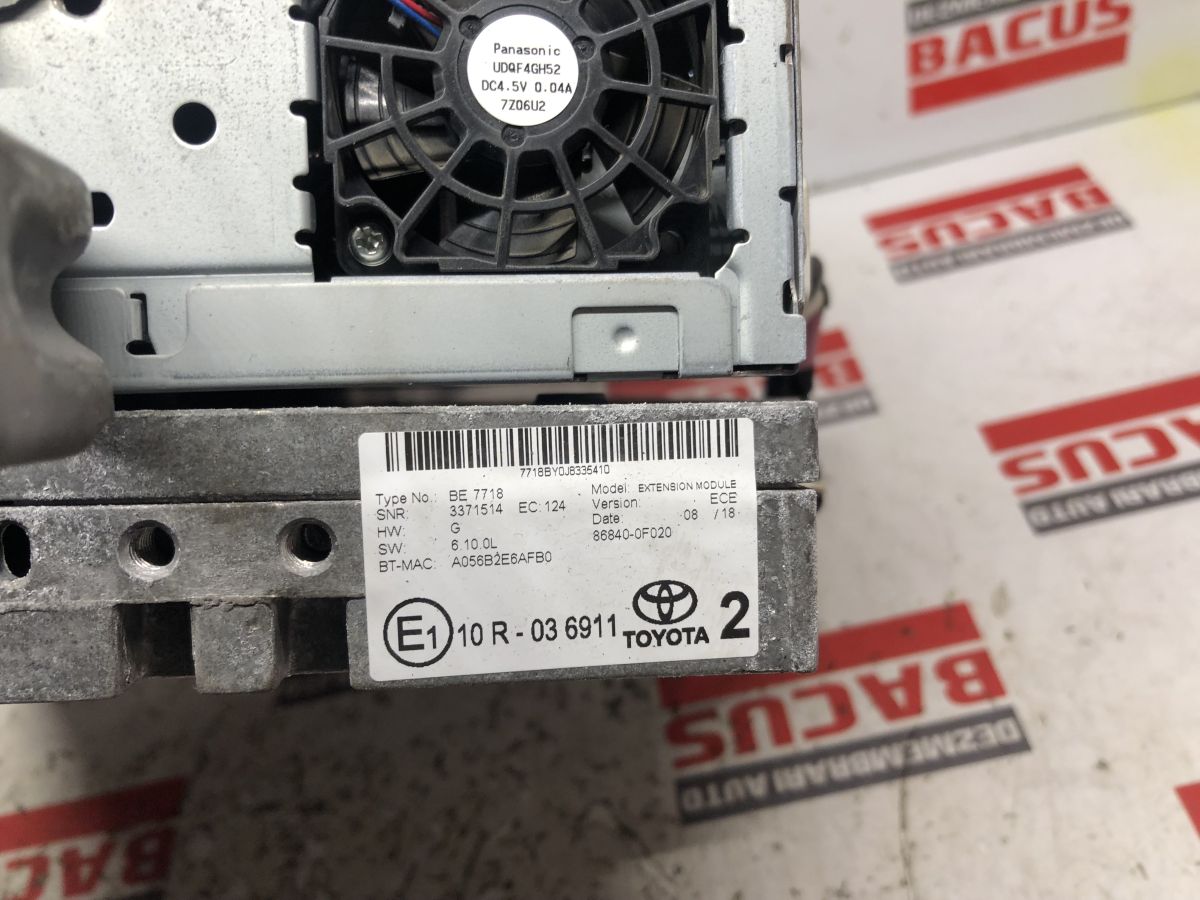 Panasonic
UDQF4GH52
DC4.5V 0.04A
7Z06U2
DEZMEMBRARI
BACUS
BACUS
DEZMEMBRARI AUTO
7718BY0J8335410
Type No.: BE 7718 Model: EXTENSION MODULE
SNR: 3371514 EC: 124 Version: ECE
HW: G Date: 08 / 18
SW: 6.10.0L 86840-0F020
BT-MAC: A056B2E6AFB0
E1 10 R - 03 6911 TOYOTA 2
BACUS
BACUS
DEZMEMBRARI AUTO
BACUS